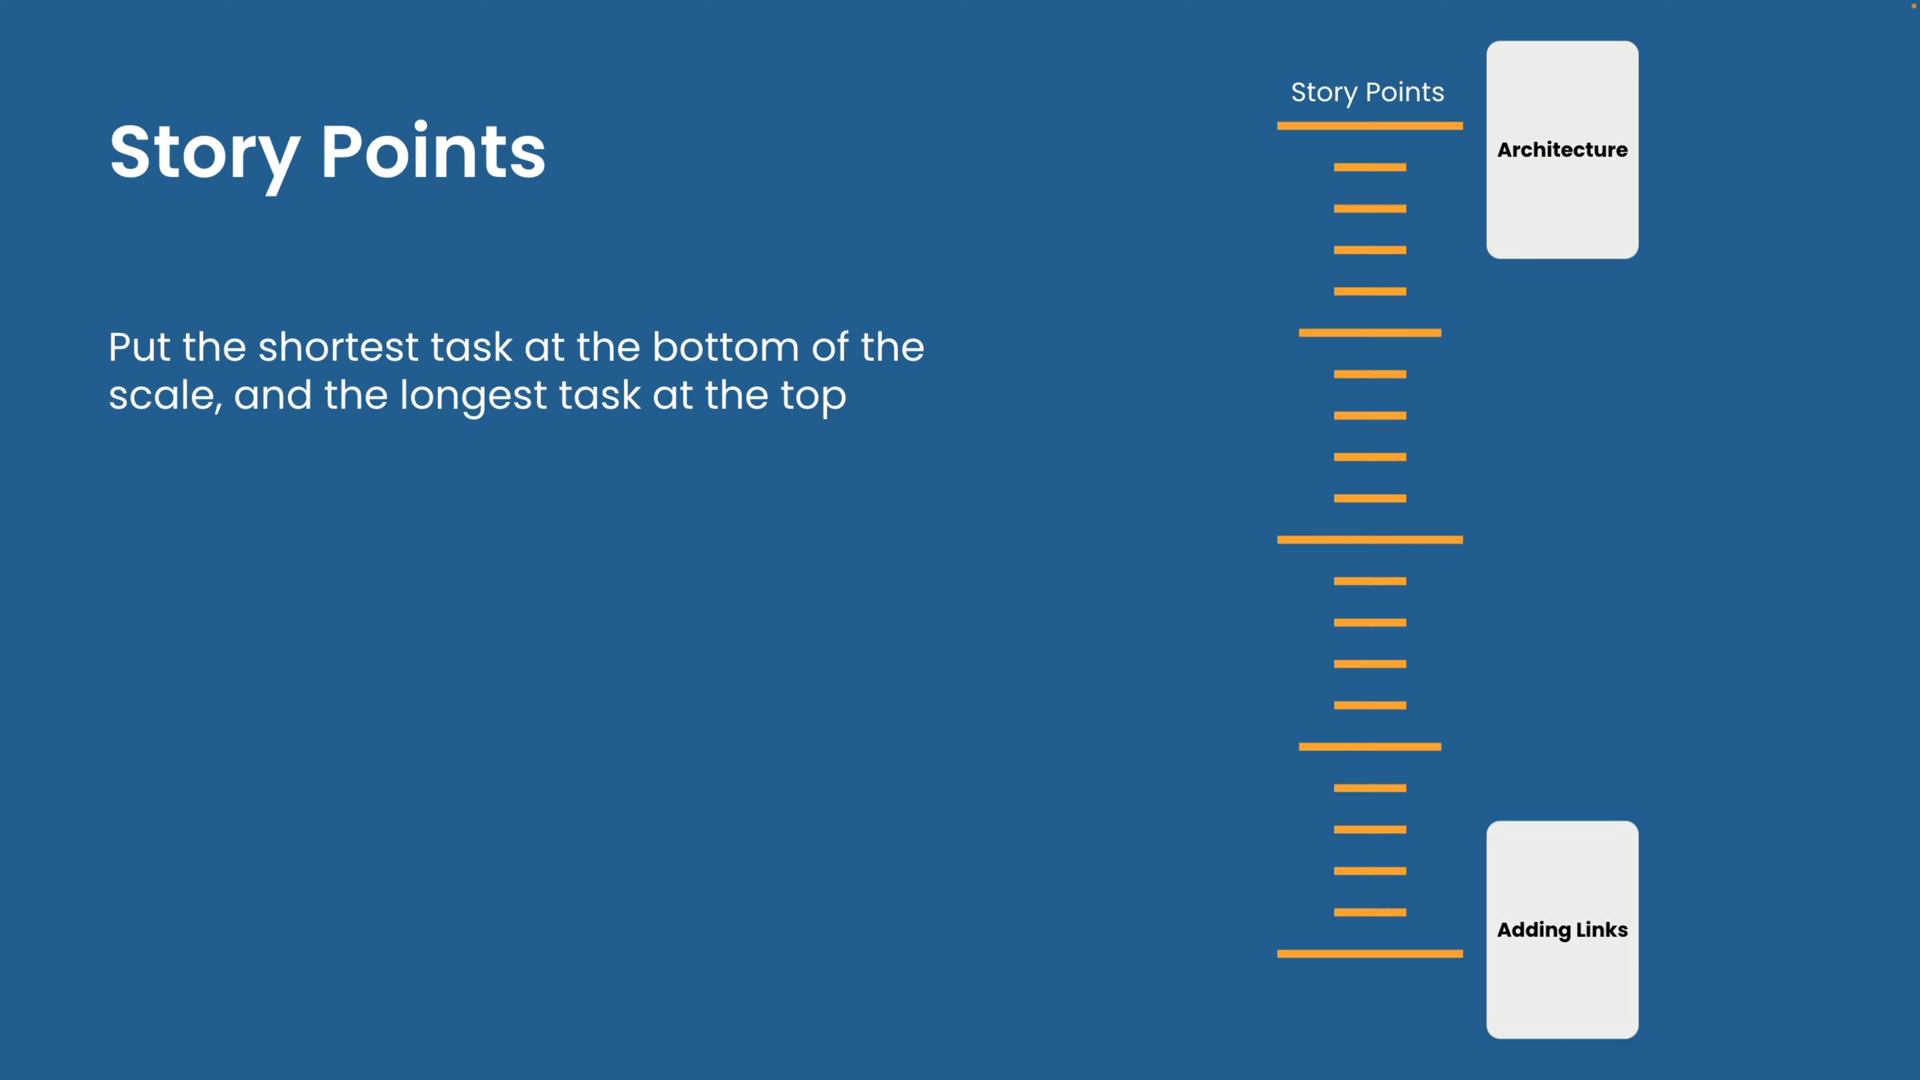 Story Points
Put the shortest task at the bottom of the
scale, and the longest task at the top
Story Points
Architecture
Adding Links